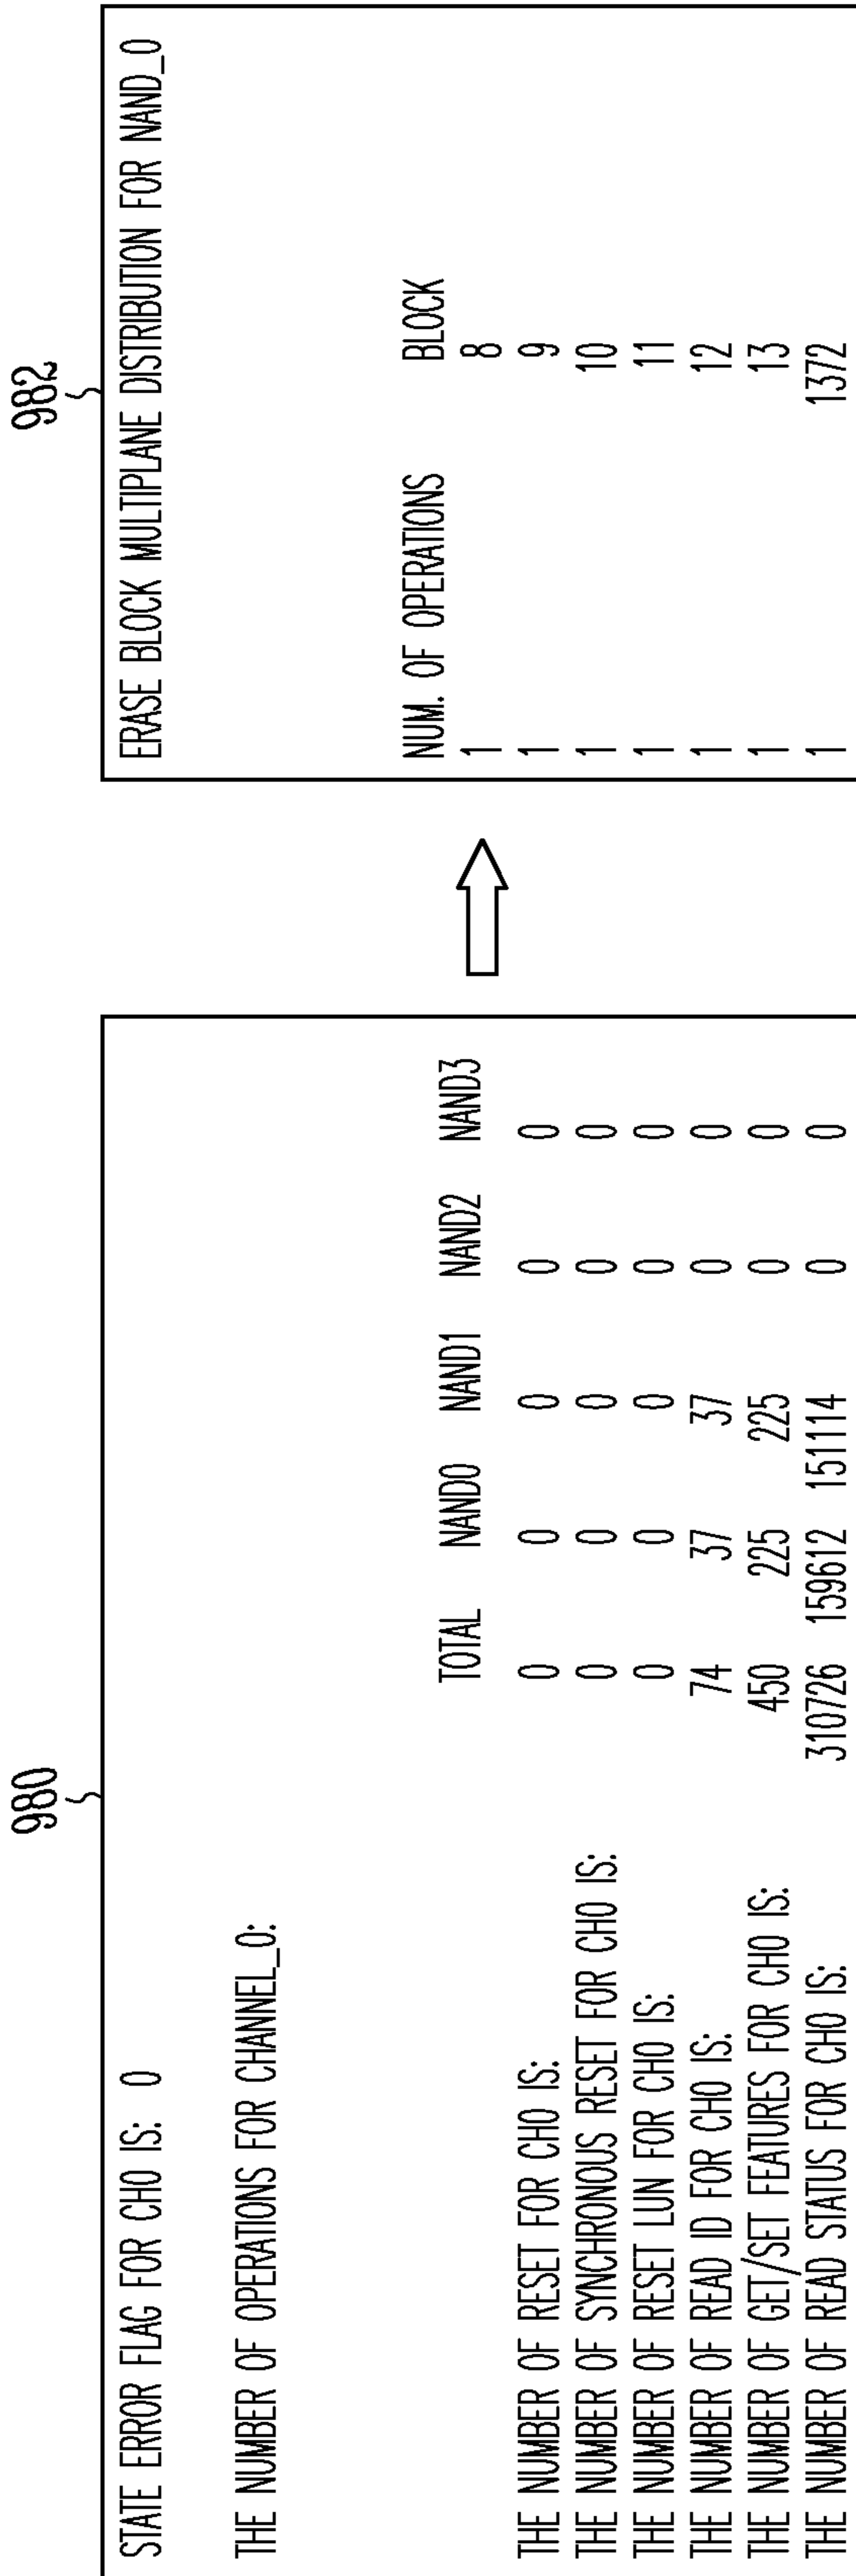 980
STATE ERROR FLAG FOR CH0 IS: 0
THE NUMBER OF OPERATIONS FOR CHANNEL_0:
TOTAL NAND0 NAND1 NAND2 NAND3
THE NUMBER OF RESET FOR CH0 IS: 0 0 0 0 0
THE NUMBER OF SYNCHRONOUS RESET FOR CH0 IS: 0 0 0 0 0
THE NUMBER OF RESET LUN FOR CH0 IS: 0 0 0 0 0
THE NUMBER OF READ ID FOR CH0 IS: 74 37 37 0 0
THE NUMBER OF GET/SET FEATURES FOR CH0 IS: 450 225 225 0 0
THE NUMBER OF READ STATUS FOR CH0 IS: 310726 159612 151114 0 0
982
ERASE BLOCK MULTIPLANE DISTRIBUTION FOR NAND_0
NUM. OF OPERATIONS BLOCK
1 8
1 9
1 10
1 11
1 12
1 13
1 1372